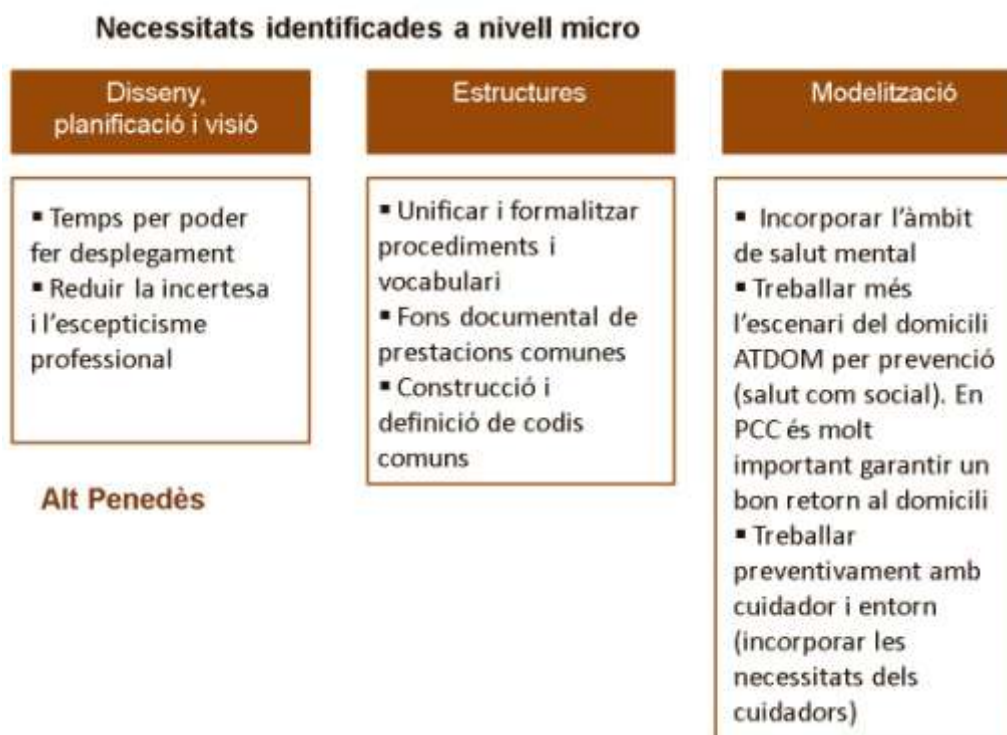 Necessitats identificades a nivell micro
Disseny,
planificació i visió
▪ Temps per poder
fer desplegament
▪ Reduir la incertesa
i l'escepticisme
professional
Estructures
▪ Unificar i formalitzar
procediments i
vocabulari
▪ Fons documental de
prestacions comunes
▪ Construcció i
definició de codis
comuns
Modelització
▪ Incorporar l'àmbit
de salut mental
▪ Treballar més
l'escenari del domicili
ATDOM per prevenció
(salut com social). En
PCC és molt
important garantir un
bon retorn al domicili
▪ Treballar
preventivament amb
cuidador i entorn
(incorporar les
necessitats dels
cuidadors)
Alt Penedès